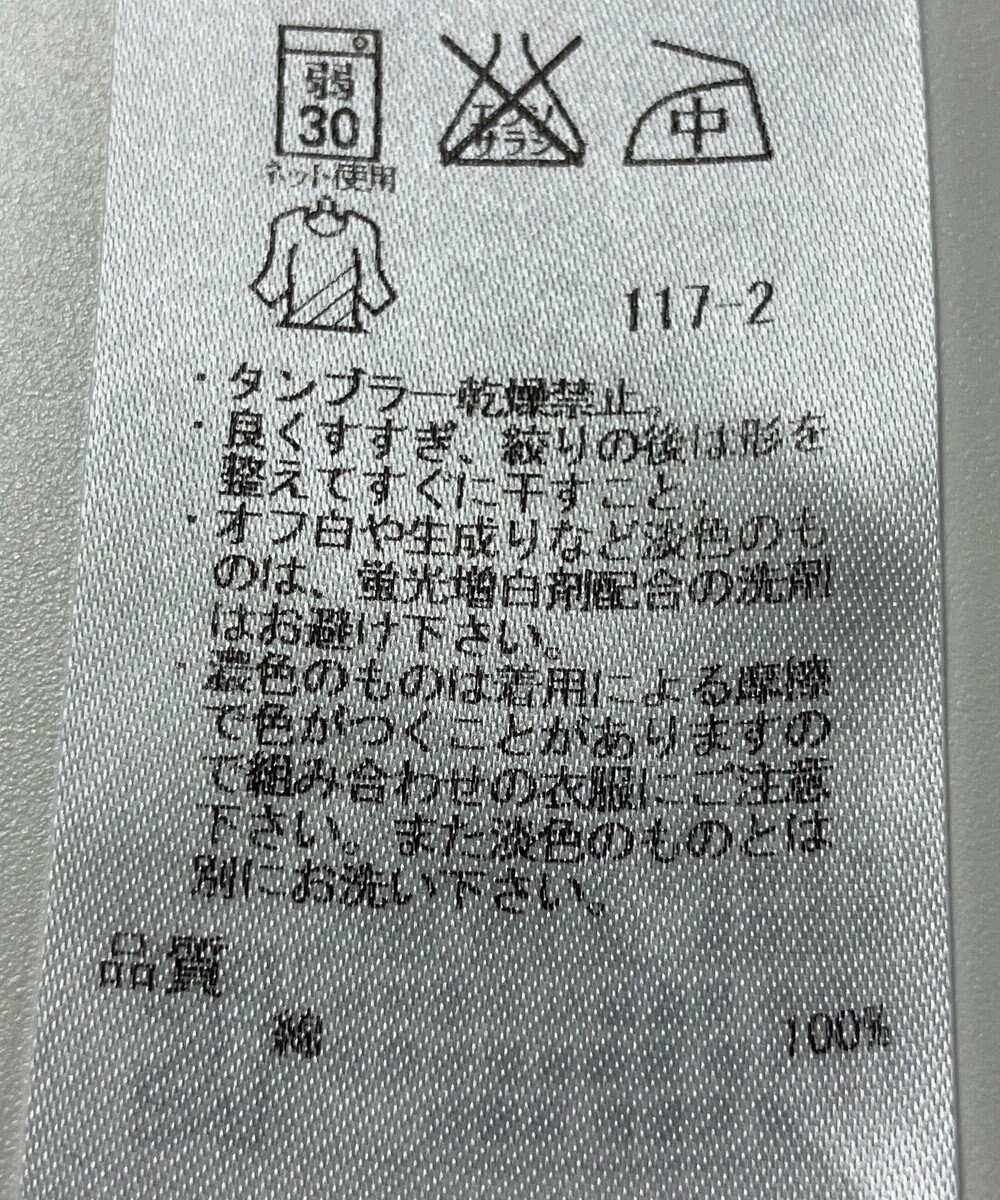 弱
30
ネット使用
エンソ
サラシ
中
117-2
・タンブラー乾燥禁止。
・良くすすぎ、絞りの後は形を
整えてすぐに干すこと。
・オフ白や生成りなど淡色のも
のは、蛍光増白剤配合の洗剤
はお避け下さい。
・濃色のものは着用による摩擦
で色がつくことがありますの
で組み合わせの衣服にご注意
下さい。また淡色のものとは
別にお洗い下さい。
品質
綿 100%